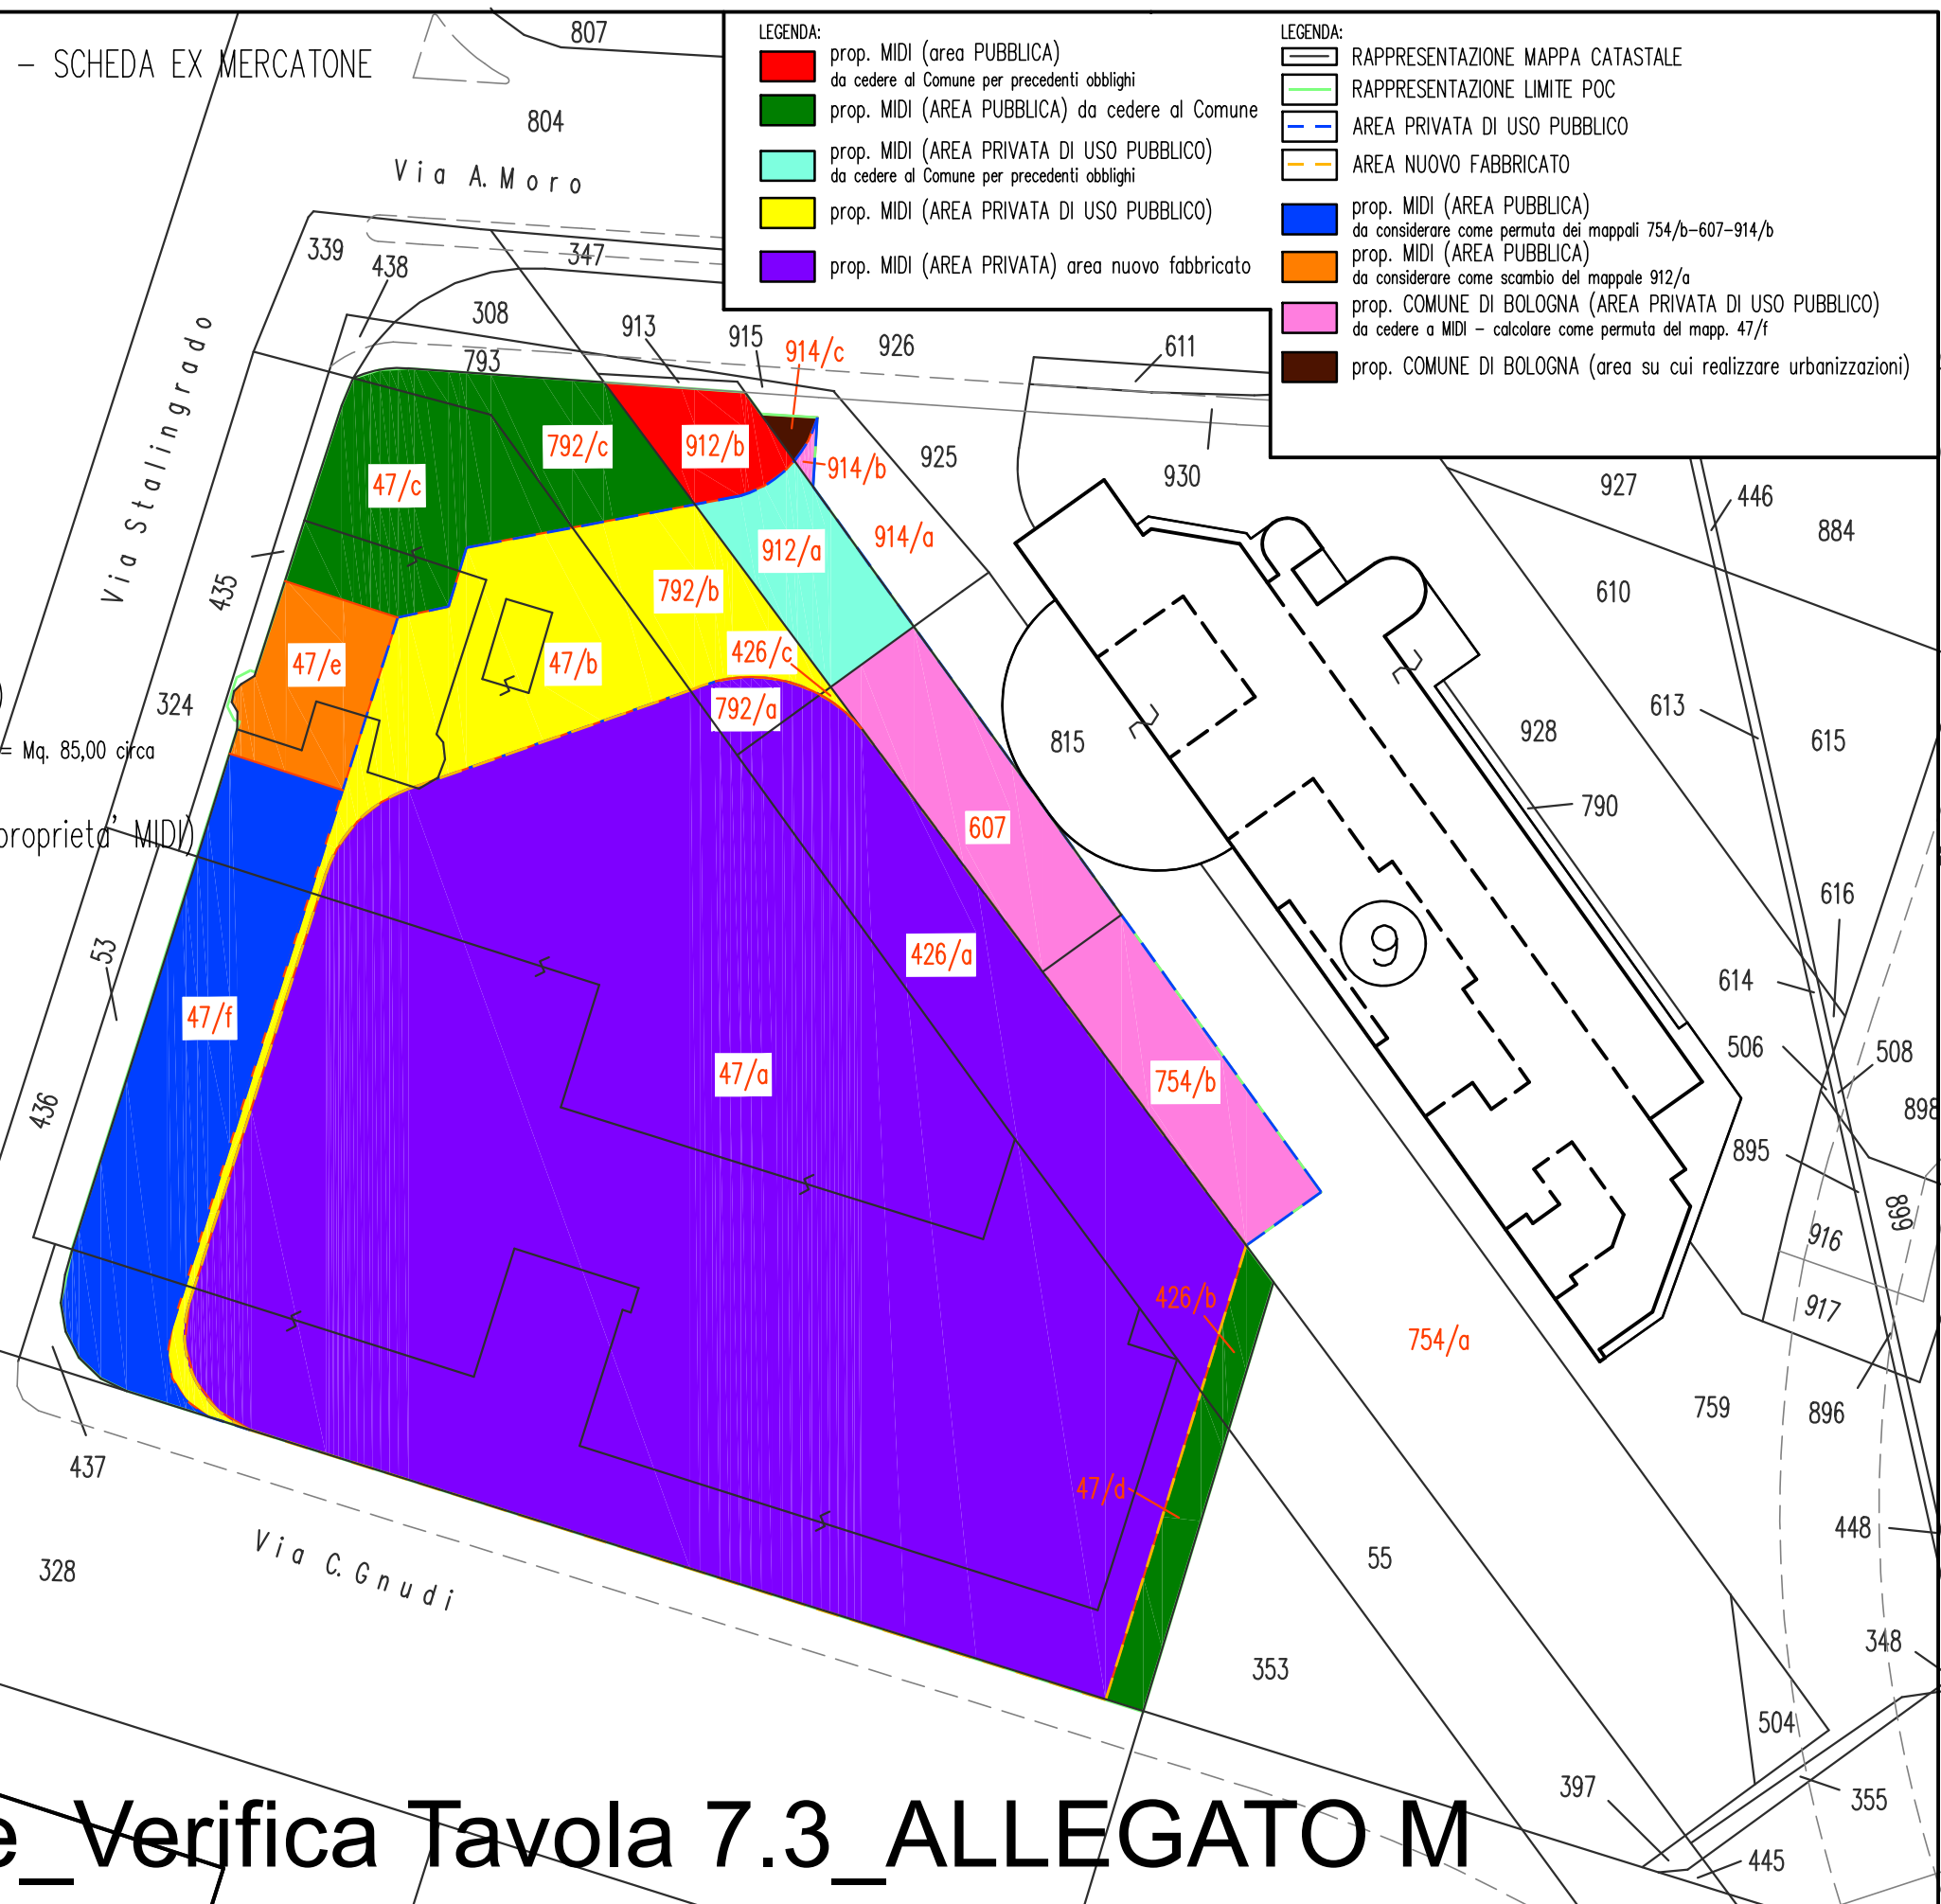 – SCHEDA EX MERCATONE
LEGENDA:
prop. MIDI (area PUBBLICA)
da cedere al Comune per precedenti obblighi
prop. MIDI (AREA PUBBLICA) da cedere al Comune
prop. MIDI (AREA PRIVATA DI USO PUBBLICO)
da cedere al Comune per precedenti obblighi
prop. MIDI (AREA PRIVATA DI USO PUBBLICO)
prop. MIDI (AREA PRIVATA) area nuovo fabbricato
LEGENDA:
RAPPRESENTAZIONE MAPPA CATASTALE
RAPPRESENTAZIONE LIMITE POC
AREA PRIVATA DI USO PUBBLICO
AREA NUOVO FABBRICATO
prop. MIDI (AREA PUBBLICA)
da considerare come permuta dei mappali 754/b-607-914/b
prop. MIDI (AREA PUBBLICA)
da considerare come scambio del mappale 912/a
prop. COMUNE DI BOLOGNA (AREA PRIVATA DI USO PUBBLICO)
da cedere a MIDI – calcolare come permuta del mapp. 47/f
prop. COMUNE DI BOLOGNA (area su cui realizzare urbanizzazioni)
807
804
Via A.Moro
339
438
347
308
793
913
915
914/c
926
611
Via Stalingrado
792/c
912/b
47/c
914/b
925
930
927
446
884
914/a
912/a
792/b
435
610
47/e
47/b
426/c
324
792/a
613
928
615
815
= Mq. 85,00 circa
790
proprieta' MIDI)
607
616
53
426/a
9
614
47/f
506
508
47/a
754/b
436
898
895
899
916
426/b
917
754/a
759
896
437
47/d
448
Via C.Gnudi
55
328
348
353
504
397
355
e_Verifica Tavola 7.3_ALLEGATO M
445